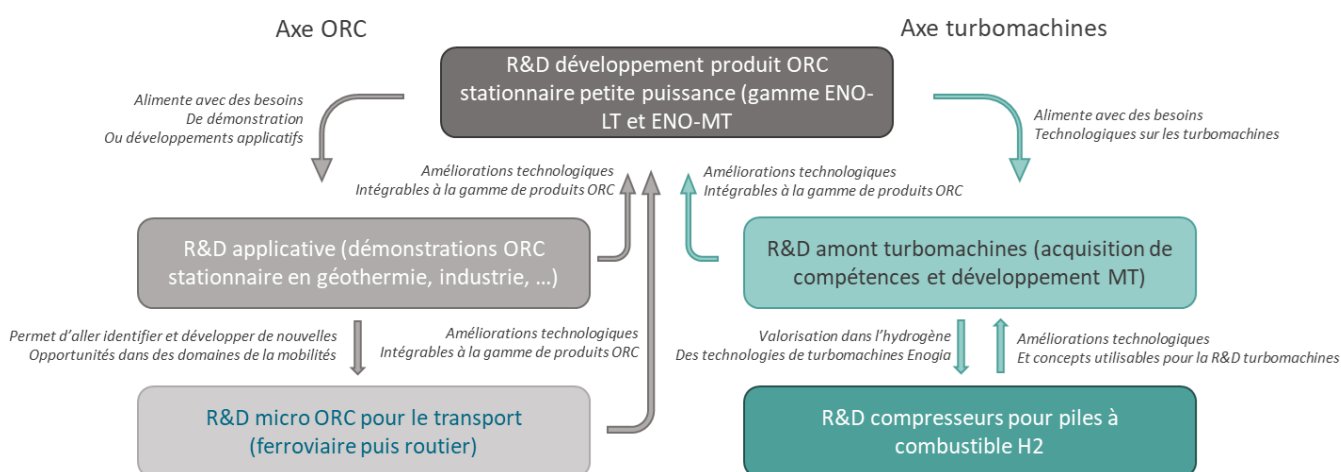 Axe ORC
Axe turbomachines
R&D développement produit ORC
stationnaire petite puissance (gamme ENO-
LT et ENO-MT
Alimente avec des besoins
De démonstration
Ou développements applicatifs
Alimente avec des besoins
Technologiques sur les turbomachines
Améliorations technologiques
Intégrables à la gamme de produits ORC
Améliorations technologiques
Intégrables à la gamme de produits ORC
R&D applicative (démonstrations ORC
stationnaire en géothermie, industrie, …)
R&D amont turbomachines (acquisition de
compétences et développement MT)
Permet d’aller identifier et développer de nouvelles
Opportunités dans des domaines de la mobilités
Améliorations technologiques
Intégrables à la gamme de produits ORC
Valorisation dans l’hydrogène
Des technologies de turbomachines Enogia
Améliorations technologiques
Et concepts utilisables pour la R&D turbomachines
R&D micro ORC pour le transport
(ferroviaire puis routier)
R&D compresseurs pour piles à
combustible H2